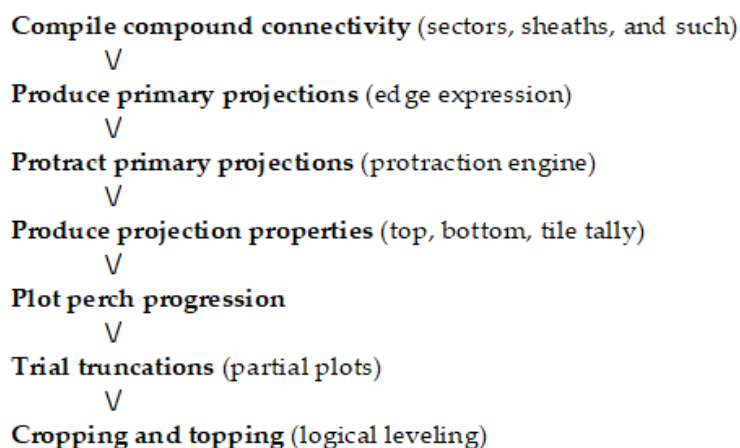 Compile compound connectivity (sectors, sheaths, and such)
\/
Produce primary projections (edge expression)
\/
Protract primary projections (protraction engine)
\/
Produce projection properties (top, bottom, tile tally)
\/
Plot perch progression
\/
Trial truncations (partial plots)
\/
Cropping and topping (logical leveling)